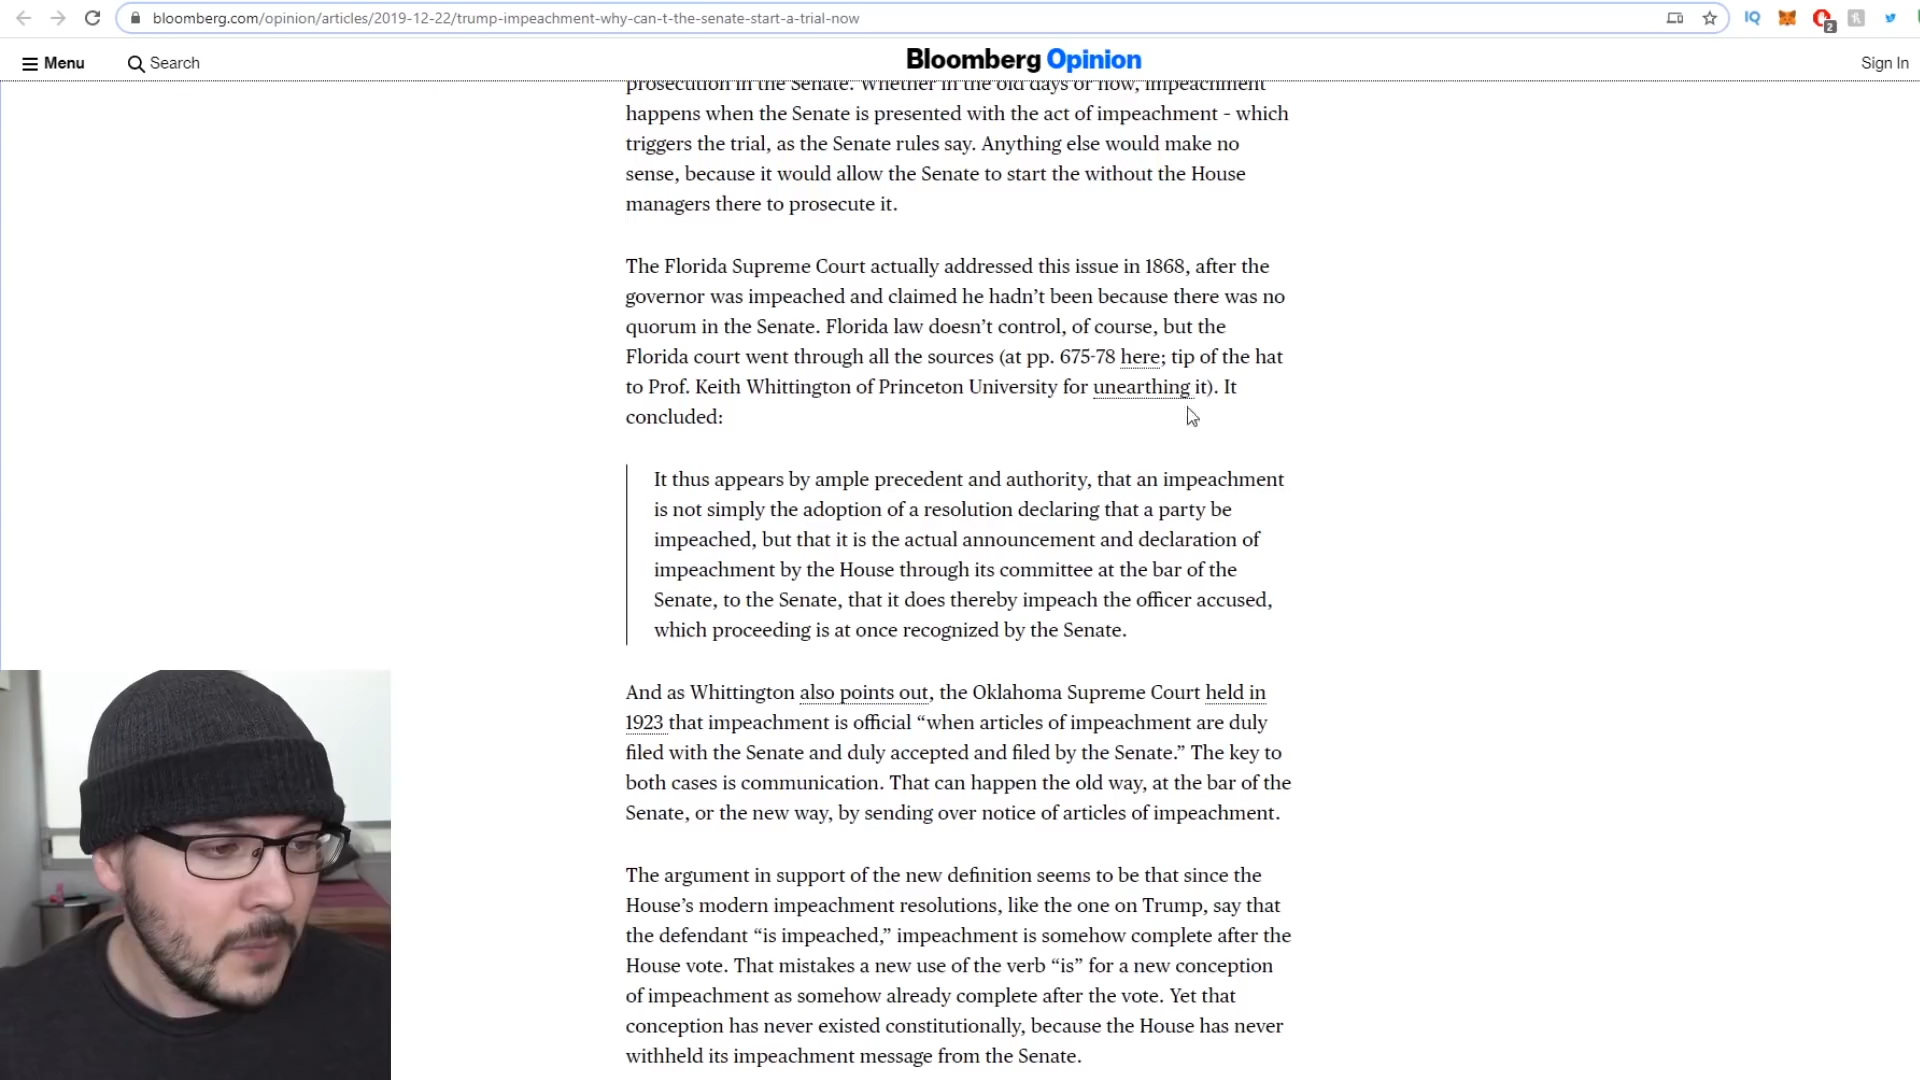 bloomberg.com/opinion/articles/2019-12-22/trump-impeachment-why-can-t-the-senate-start-a-trial-now
IQ
2
Menu
Search
Bloomberg Opinion
Sign In
prosecution in the Senate. Whether in the old days or now, impeachment
happens when the Senate is presented with the act of impeachment - which
triggers the trial, as the Senate rules say. Anything else would make no
sense, because it would allow the Senate to start the without the House
managers there to prosecute it.
The Florida Supreme Court actually addressed this issue in 1868, after the
governor was impeached and claimed he hadn’t been because there was no
quorum in the Senate. Florida law doesn’t control, of course, but the
Florida court went through all the sources (at pp. 675-78 here; tip of the hat
to Prof. Keith Whittington of Princeton University for unearthing it). It
concluded:
It thus appears by ample precedent and authority, that an impeachment
is not simply the adoption of a resolution declaring that a party be
impeached, but that it is the actual announcement and declaration of
impeachment by the House through its committee at the bar of the
Senate, to the Senate, that it does thereby impeach the officer accused,
which proceeding is at once recognized by the Senate.
And as Whittington also points out, the Oklahoma Supreme Court held in
1923 that impeachment is official “when articles of impeachment are duly
filed with the Senate and duly accepted and filed by the Senate.” The key to
both cases is communication. That can happen the old way, at the bar of the
Senate, or the new way, by sending over notice of articles of impeachment.
The argument in support of the new definition seems to be that since the
House’s modern impeachment resolutions, like the one on Trump, say that
the defendant “is impeached,” impeachment is somehow complete after the
House vote. That mistakes a new use of the verb “is” for a new conception
of impeachment as somehow already complete after the vote. Yet that
conception has never existed constitutionally, because the House has never
withheld its impeachment message from the Senate.